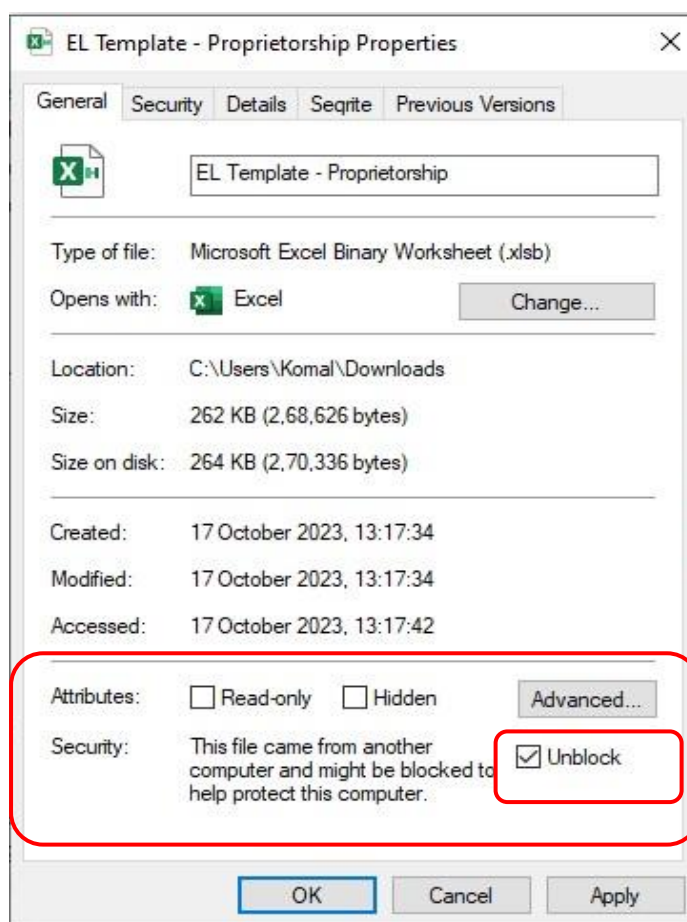 EL Template - Proprietorship Properties
General Security Details Seqrite Previous Versions
EL Template - Proprietorship
Type of file: Microsoft Excel Binary Worksheet (.xlsb)
Opens with: Excel Change...
Location: C:\Users\Komal\Downloads
Size: 262 KB (2,68,626 bytes)
Size on disk: 264 KB (2,70,336 bytes)
Created: 17 October 2023, 13:17:34
Modified: 17 October 2023, 13:17:34
Accessed: 17 October 2023, 13:17:42
Attributes: Read-only Hidden Advanced...
Security: This file came from another
computer and might be blocked to
help protect this computer.
Unblock
OK Cancel Apply